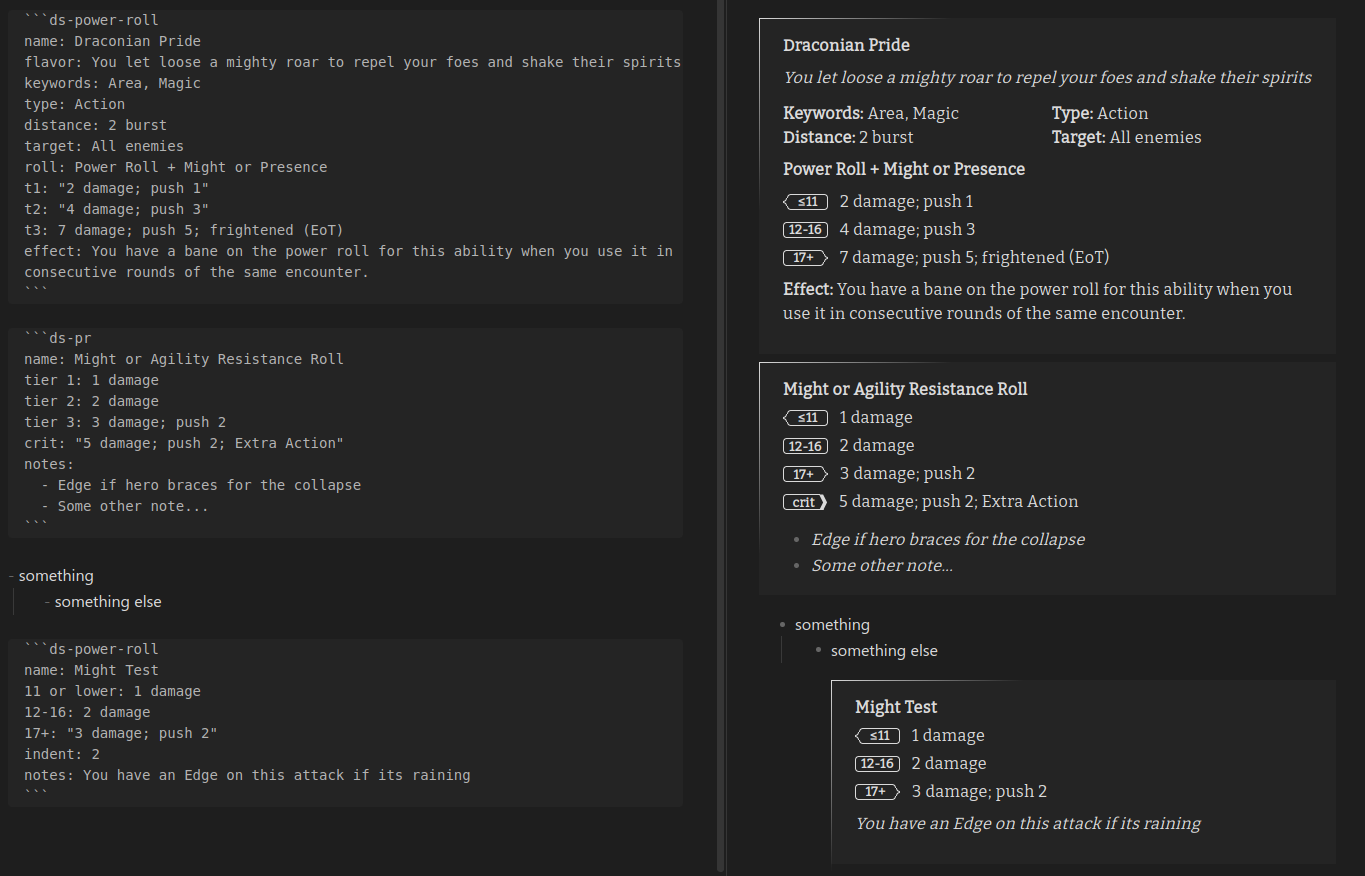 ```ds-power-roll
name: Draconian Pride
flavor: You let loose a mighty roar to repel your foes and shake their spirits
keywords: Area, Magic
type: Action
distance: 2 burst
target: All enemies
roll: Power Roll + Might or Presence
t1: "2 damage; push 1"
t2: "4 damage; push 3"
t3: 7 damage; push 5; frightened (EoT)
effect: You have a bane on the power roll for this ability when you use it in
consecutive rounds of the same encounter.
```
```ds-pr
name: Might or Agility Resistance Roll
tier 1: 1 damage
tier 2: 2 damage
tier 3: 3 damage; push 2
crit: "5 damage; push 2; Extra Action"
notes:
  - Edge if hero braces for the collapse
  - Some other note...
```
- something
- something else
```ds-power-roll
name: Might Test
11 or lower: 1 damage
12-16: 2 damage
17+: "3 damage; push 2"
indent: 2
notes: You have an Edge on this attack if its raining
```
Draconian Pride
You let loose a mighty roar to repel your foes and shake their spirits
Keywords: Area, Magic Type: Action
Distance: 2 burst Target: All enemies
Power Roll + Might or Presence
≤11 2 damage; push 1
12-16 4 damage; push 3
17+ 7 damage; push 5; frightened (EoT)
Effect: You have a bane on the power roll for this ability when you
use it in consecutive rounds of the same encounter.
Might or Agility Resistance Roll
≤11 1 damage
12-16 2 damage
17+ 3 damage; push 2
crit 5 damage; push 2; Extra Action
• Edge if hero braces for the collapse
• Some other note...
• something
• something else
Might Test
≤11 1 damage
12-16 2 damage
17+ 3 damage; push 2
You have an Edge on this attack if its raining